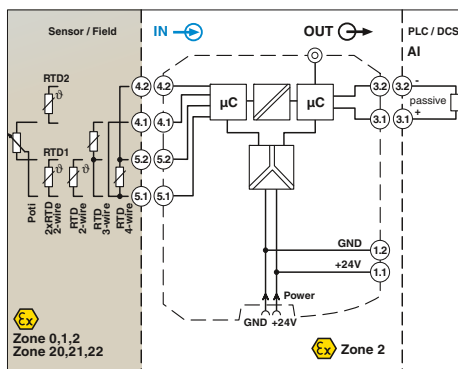 Sensor / Field
IN
OUT
PLC / DCS
AI
RTD2
ϑ
4.2 4.2
µC
µC
3.2 3.2
-
passive
+
4.1 4.1
3.1 3.1
RTD1
ϑ
ϑ
5.2 5.2
5.1 5.1
Poti
2xRTD
2-wire
RTD
2-wire
RTD
3-wire
RTD
4-wire
GND
1.2
+24V
1.1
Power
GND +24V
Ex
Zone 0,1,2
Zone 20,21,22
Ex
Zone 2